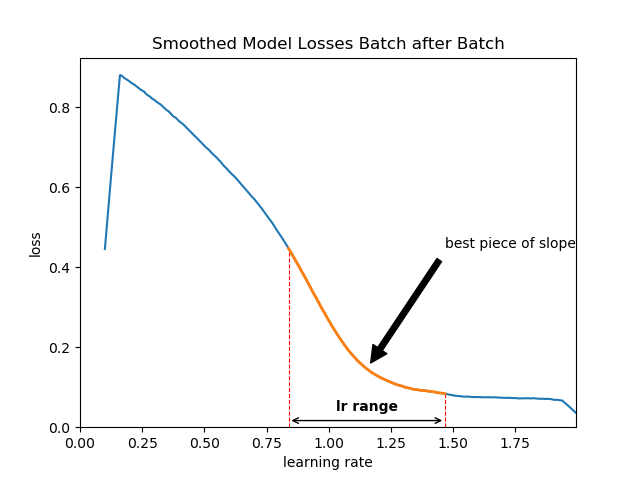 Smoothed Model Losses Batch after Batch
loss
0.8
0.6
0.4
0.2
0.0
best piece of slope
lr range
0.00 0.25 0.50 0.75 1.00 1.25 1.50 1.75
learning rate